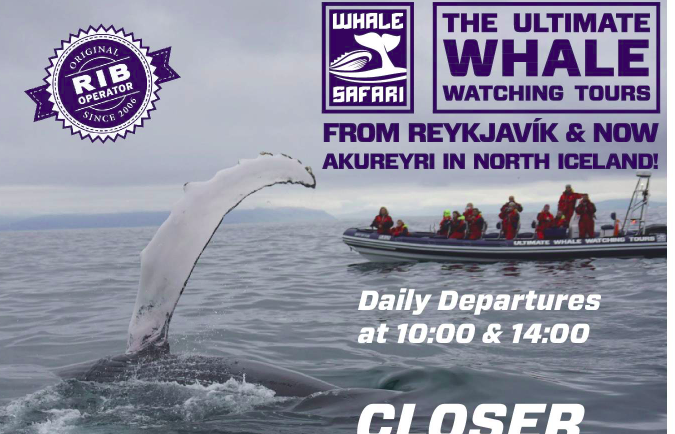 ORIGINAL
RIB
OPERATOR
SINCE 2006
WHALE
SAFARI
THE ULTIMATE
WHALE
WATCHING TOURS
FROM REYKJAVÍK & NOW
AKUREYRI IN NORTH ICELAND!
ULTIMATE WHALE WATCHING TOURS
Daily Departures
at 10:00 & 14:00
CLOSER